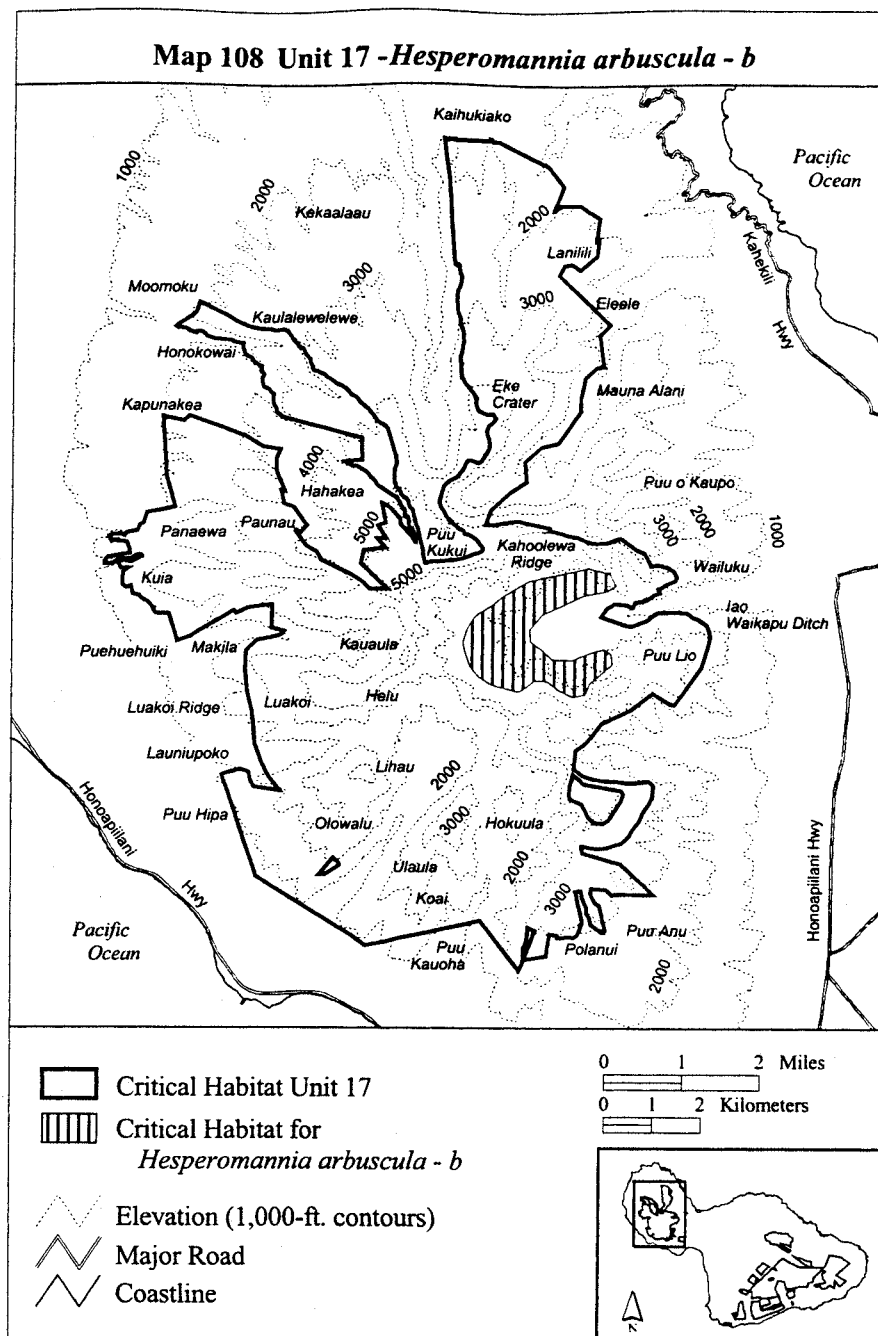 Map 108 Unit 17 -Hesperomannia arbuscula - b
Kaihukiako
Pacific
Ocean
1000
2000
Kekaalaau
2000
Lanilili
Kahekili
Hwy
3000
Moomoku
Kaulalewelewe
3000
Eleele
Honokowai
Kapunakea
Eke
Crater
Mauna Alani
4000
Hahakea
Puu o Kaupo
Panaewa
Paunau
5000
Puu
Kukui
Kahoolewa
Ridge
3000
2000
1000
Wailuku
Kuia
5000
Iao
Waikapu Ditch
Puehuehuiki
Makila
Kauaula
Puu Lio
Luakoi Ridge
Luakoi
Helu
Launiupoko
Lihau
2000
Honoapiilani
Hwy
Puu Hipa
Olowalu
3000
Hokuula
Ulaula
2000
Koai
3000
Honoapiilani Hwy
Pacific
Ocean
Puu
Kauoha
Polanui
Puu Anu
2000
Critical Habitat Unit 17
Critical Habitat for
Hesperomannia arbuscula - b
Elevation (1,000-ft. contours)
Major Road
Coastline
0 1 2 Miles
0 1 2 Kilometers
N